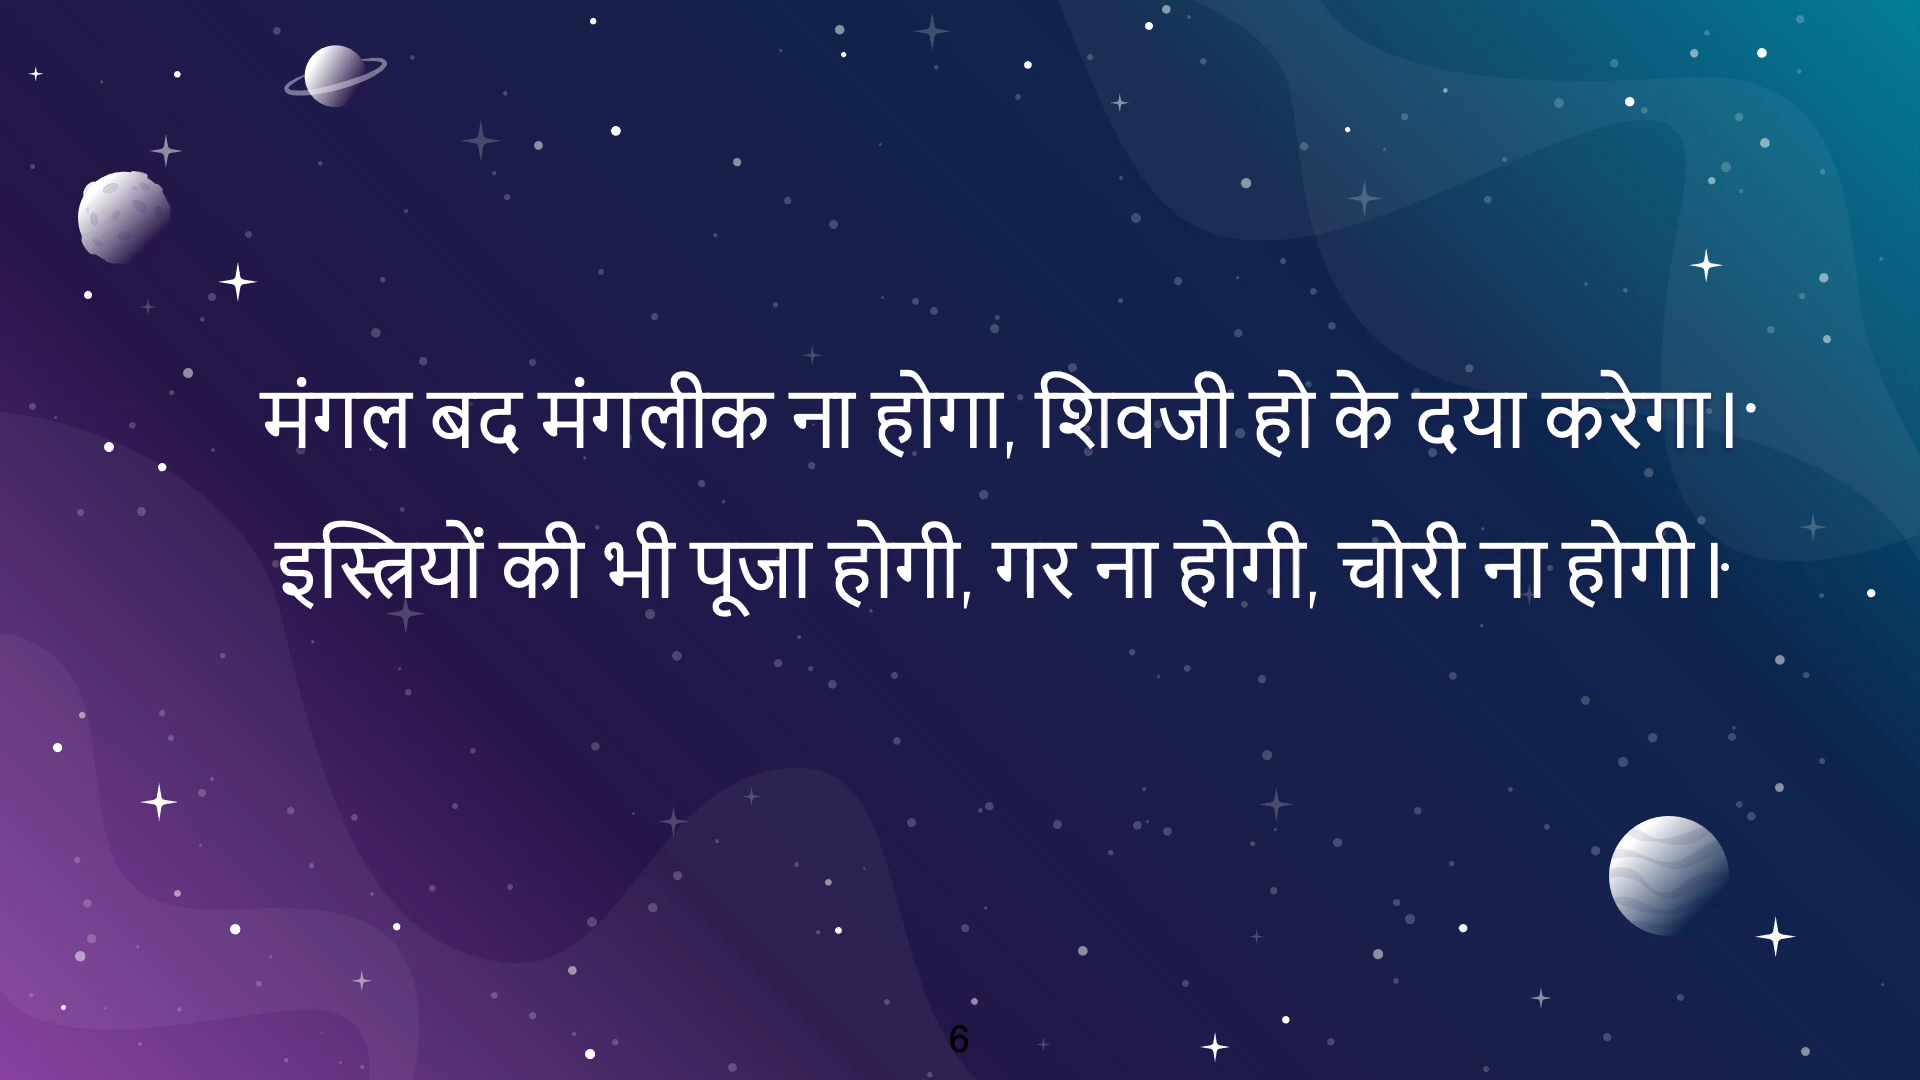 मंगल बद मंगलीक ना होगा, शिवजी हो के दया करेगा।
इस्त्रियों की भी पूजा होगी, गर ना होगी, चोरी ना होगी।
6